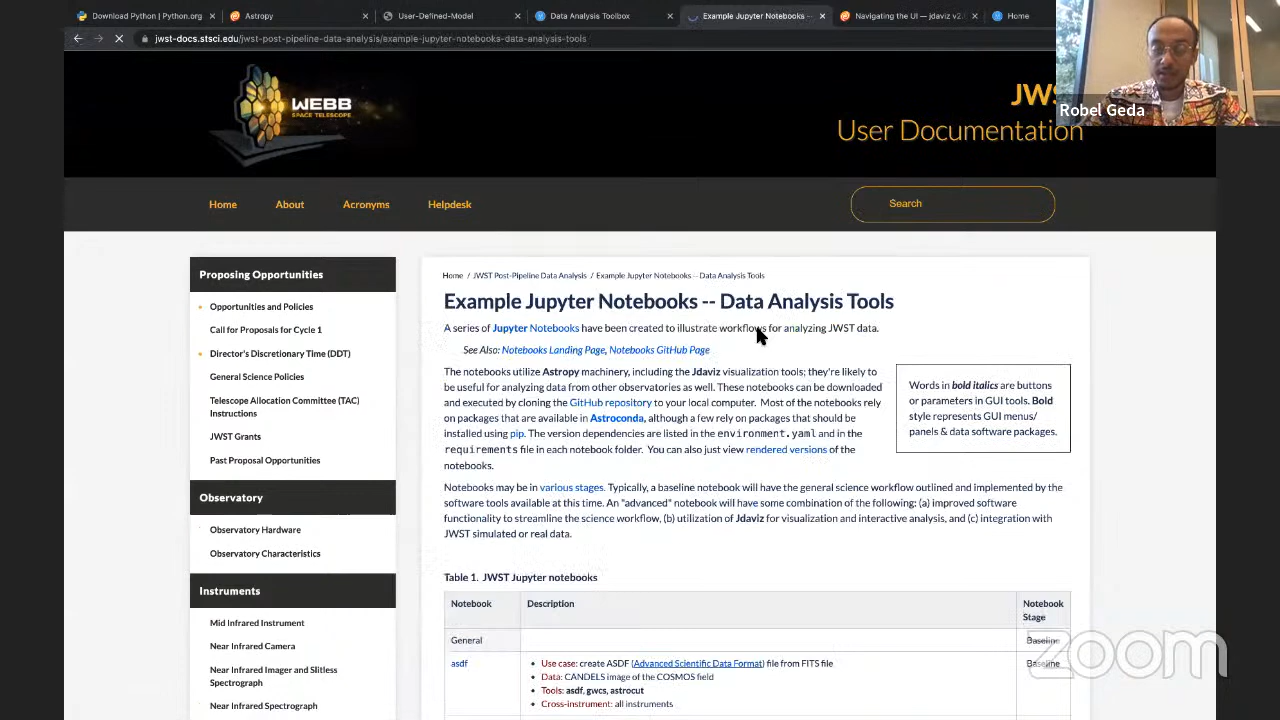 Download Python | Python.org
Astropy
User-Defined-Model
Data Analysis Toolbox
Example Jupyter Notebooks --
Navigating the UI — jdaviz v2.
Home
jwst-docs.stsci.edu/jwst-post-pipeline-data-analysis/example-jupyter-notebooks-data-analysis-tools
Robel Geda
WEBB
SPACE TELESCOPE
JWS
User Documentation
Home
About
Acronyms
Helpdesk
Search
Proposing Opportunities
Opportunities and Policies
Call for Proposals for Cycle 1
Director's Discretionary Time (DDT)
General Science Policies
Telescope Allocation Committee (TAC)
Instructions
JWST Grants
Past Proposal Opportunities
Observatory
Observatory Hardware
Observatory Characteristics
Instruments
Mid Infrared Instrument
Near Infrared Camera
Near Infrared Imager and Slitless
Spectrograph
Near Infrared Spectrograph
Home / JWST Post-Pipeline Data Analysis / Example Jupyter Notebooks -- Data Analysis Tools
Example Jupyter Notebooks -- Data Analysis Tools
A series of Jupyter Notebooks have been created to illustrate workflows for analyzing JWST data.
See Also: Notebooks Landing Page, Notebooks GitHub Page
The notebooks utilize Astropy machinery, including the Jdaviz visualization tools; they're likely to
be useful for analyzing data from other observatories as well. These notebooks can be downloaded
and executed by cloning the GitHub repository to your local computer. Most of the notebooks rely
on packages that are available in Astroconda, although a few rely on packages that should be
installed using pip. The version dependencies are listed in the environment.yaml and in the
requirements file in each notebook folder. You can also just view rendered versions of the
notebooks.
Words in bold italics are buttons
or parameters in GUI tools. Bold
style represents GUI menus/
panels & data software packages.
Notebooks may be in various stages. Typically, a baseline notebook will have the general science workflow outlined and implemented by the
software tools available at this time. An "advanced" notebook will have some combination of the following: (a) improved software
functionality to streamline the science workflow, (b) utilization of Jdaviz for visualization and interactive analysis, and (c) integration with
JWST simulated or real data.
Table 1. JWST Jupyter notebooks
Notebook
Description
Notebook
Stage
General
Baseline
asdf
Use case: create ASDF (Advanced Scientific Data Format) file from FITS file
Baseline
Data: CANDELS image of the COSMOS field
Tools: asdf, gwcs, astrocut
Cross-instrument: all instruments
zoom